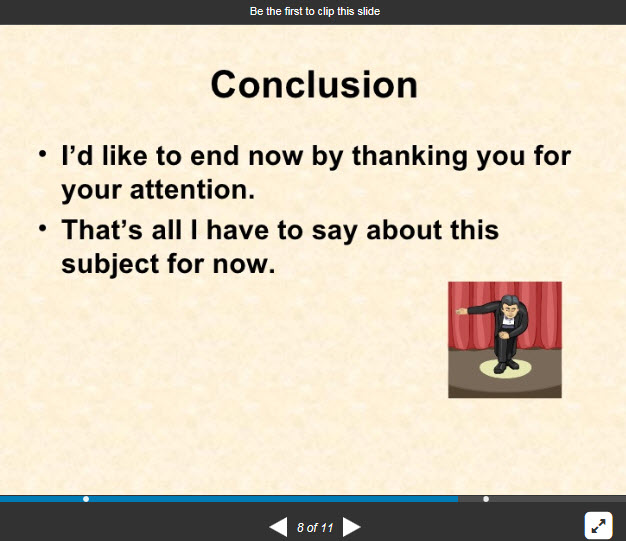 Be the first to clip this slide
Conclusion
• I’d like to end now by thanking you for
your attention.
• That’s all I have to say about this
subject for now.
8 of 11